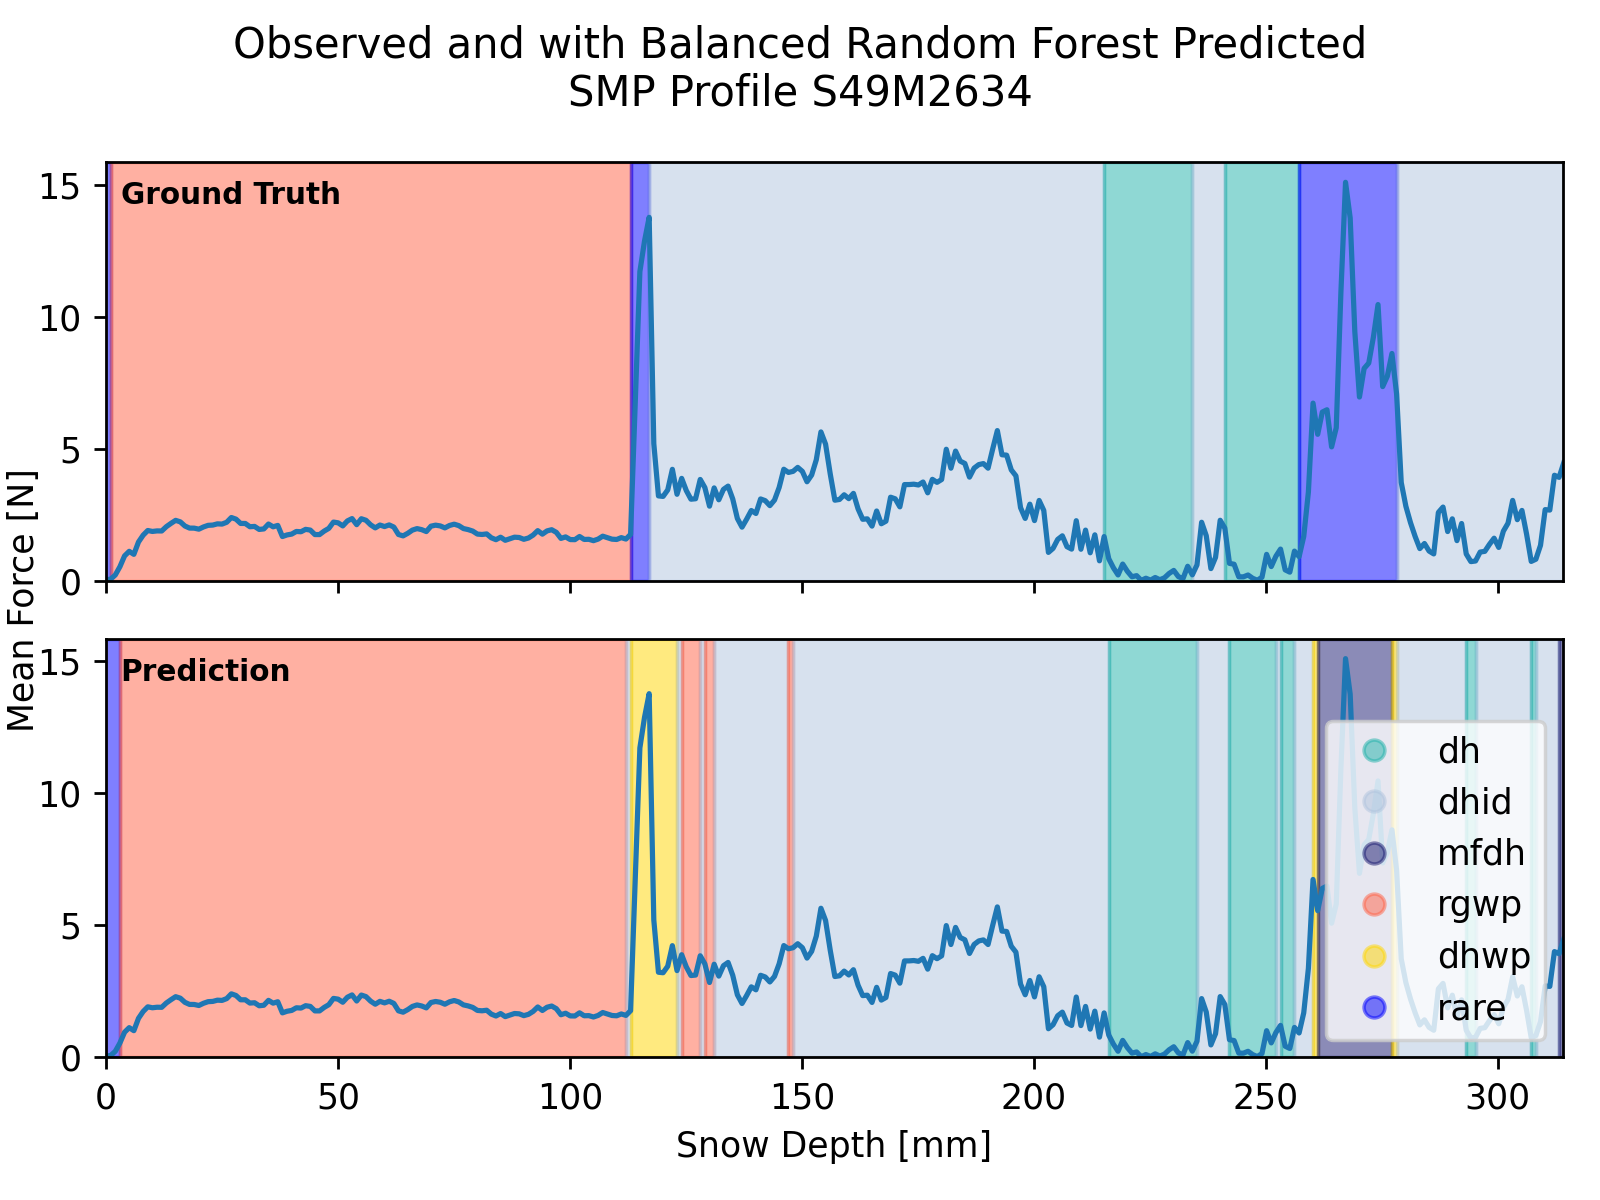 Observed and with Balanced Random Forest Predicted
SMP Profile S49M2634
Mean Force [N]
15
10
5
0
Ground Truth
15
10
5
0
Prediction
dh
dhid
mfdh
rgwp
dhwp
rare
0 50 100 150 200 250 300
Snow Depth [mm]